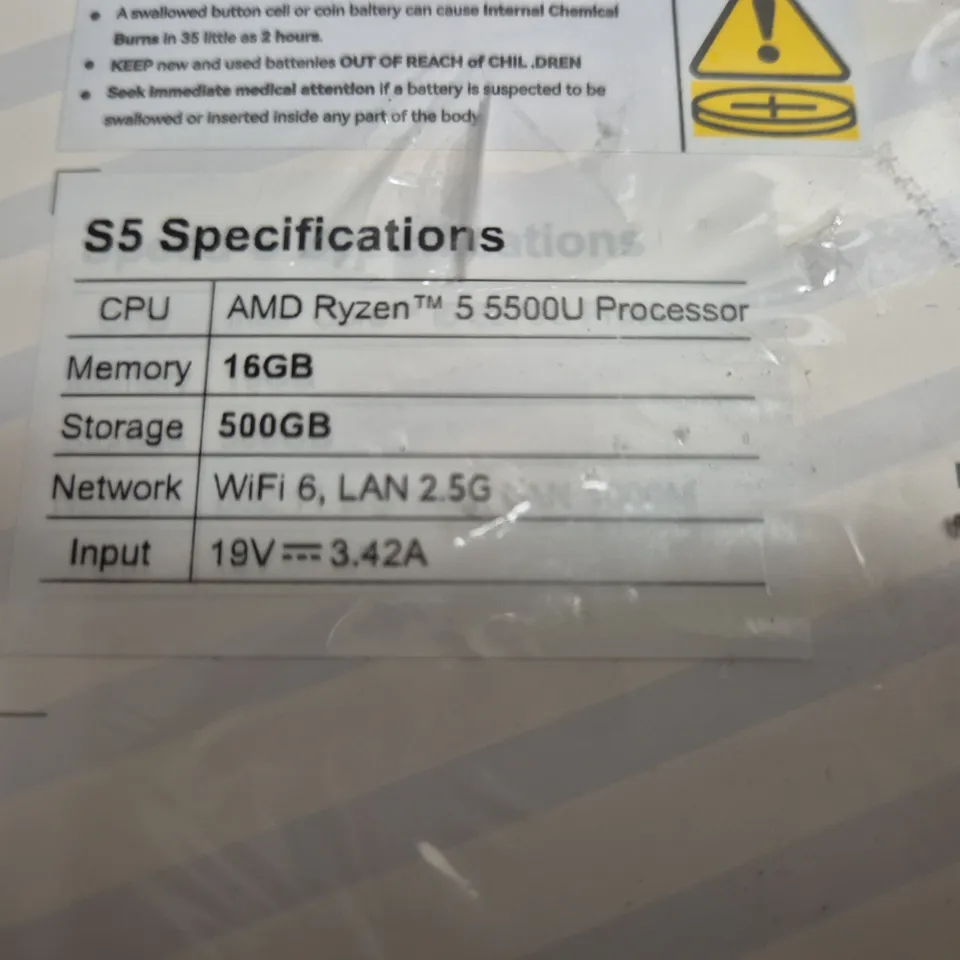 A swallowed button cell or coin baltery can cause Internal Chemical
Burns in 35 little as 2 hours.
KEEP new and used battenies OUT OF REACH of CHIL .DREN
Seek Immediate medical attention if a battery is suspected to be
swallowed or inserted inside any part of the body
S5 Specifications
CPU AMD Ryzen™ 5 5500U Processor
Memory 16GB
Storage 500GB
Network WiFi 6, LAN 2.5G
Input 19V⎓3.42A